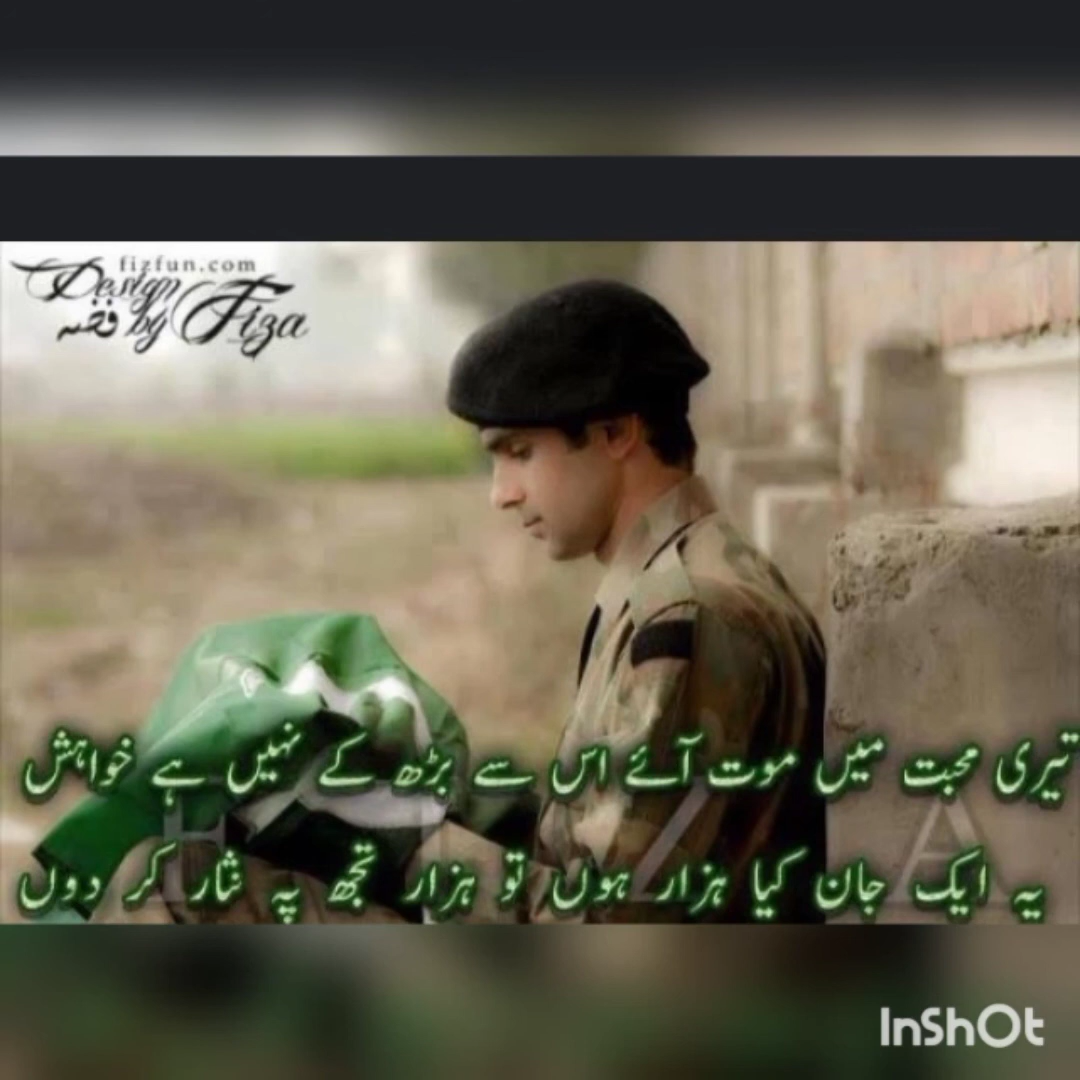 fizfun.com
Design
by Fiza
فضہ
تیری محبت میں موت آئے اس سے بڑھ کے نہیں ہے خواہش
یہ ایک جان کیا ہزار ہوں تو ہزار تجھ پہ نثار کر دوں
FIZA
InShOt